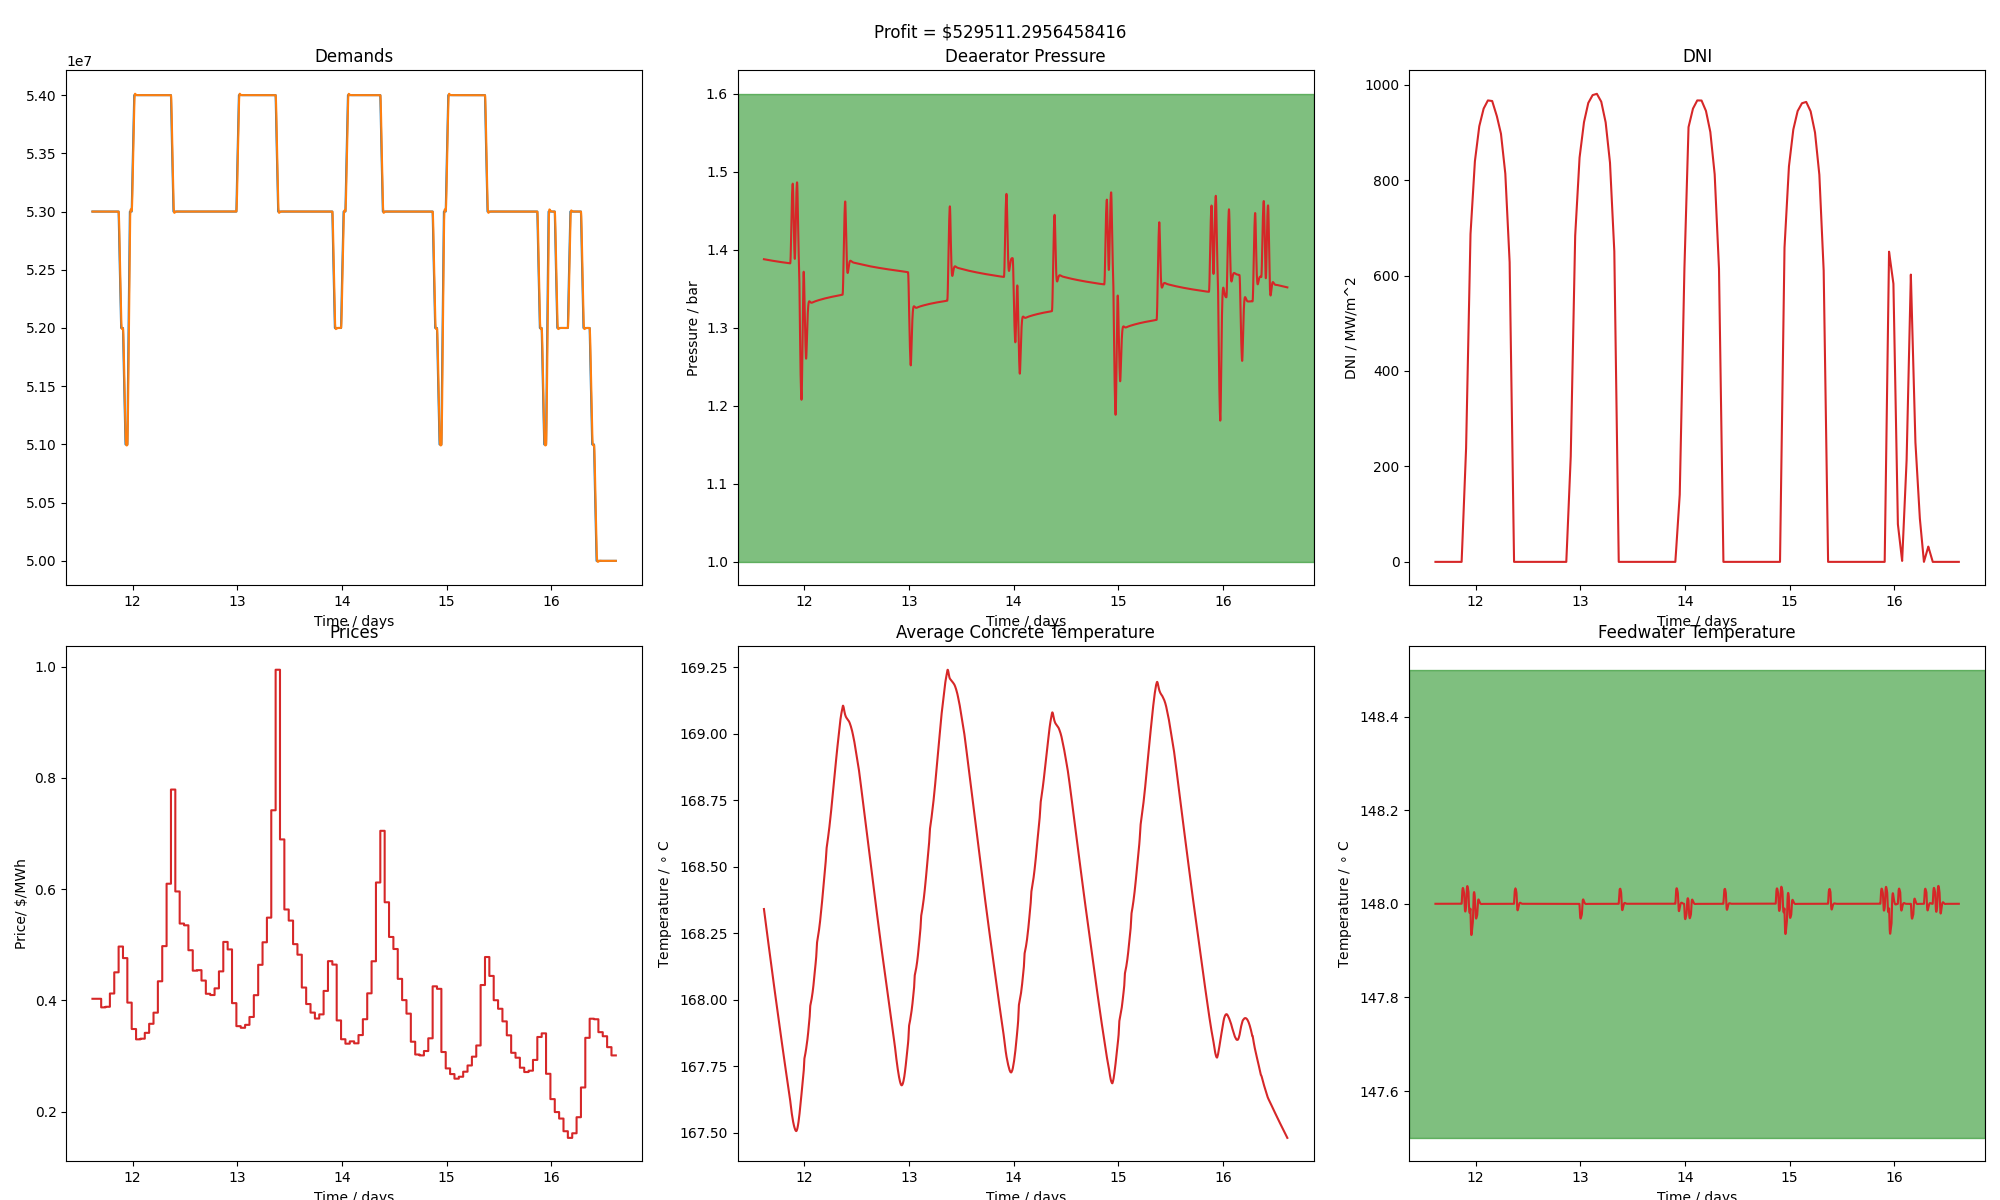 Profit = $529511.2956458416
Demands
1e7
5.40
5.35
5.30
5.25
5.20
5.15
5.10
5.05
5.00
12 13 14 15 16
Time / days
Deaerator Pressure
Pressure / bar
1.6
1.5
1.4
1.3
1.2
1.1
1.0
12 13 14 15 16
Time / days
DNI
DNI / MW/m^2
1000
800
600
400
200
0
12 13 14 15 16
Time / days
Prices
Price/ $/MWh
1.0
0.8
0.6
0.4
0.2
12 13 14 15 16
Time / days
Average Concrete Temperature
Temperature / ∘ C
169.25
169.00
168.75
168.50
168.25
168.00
167.75
167.50
12 13 14 15 16
Time / days
Feedwater Temperature
Temperature / ∘ C
148.4
148.2
148.0
147.8
147.6
12 13 14 15 16
Time / days